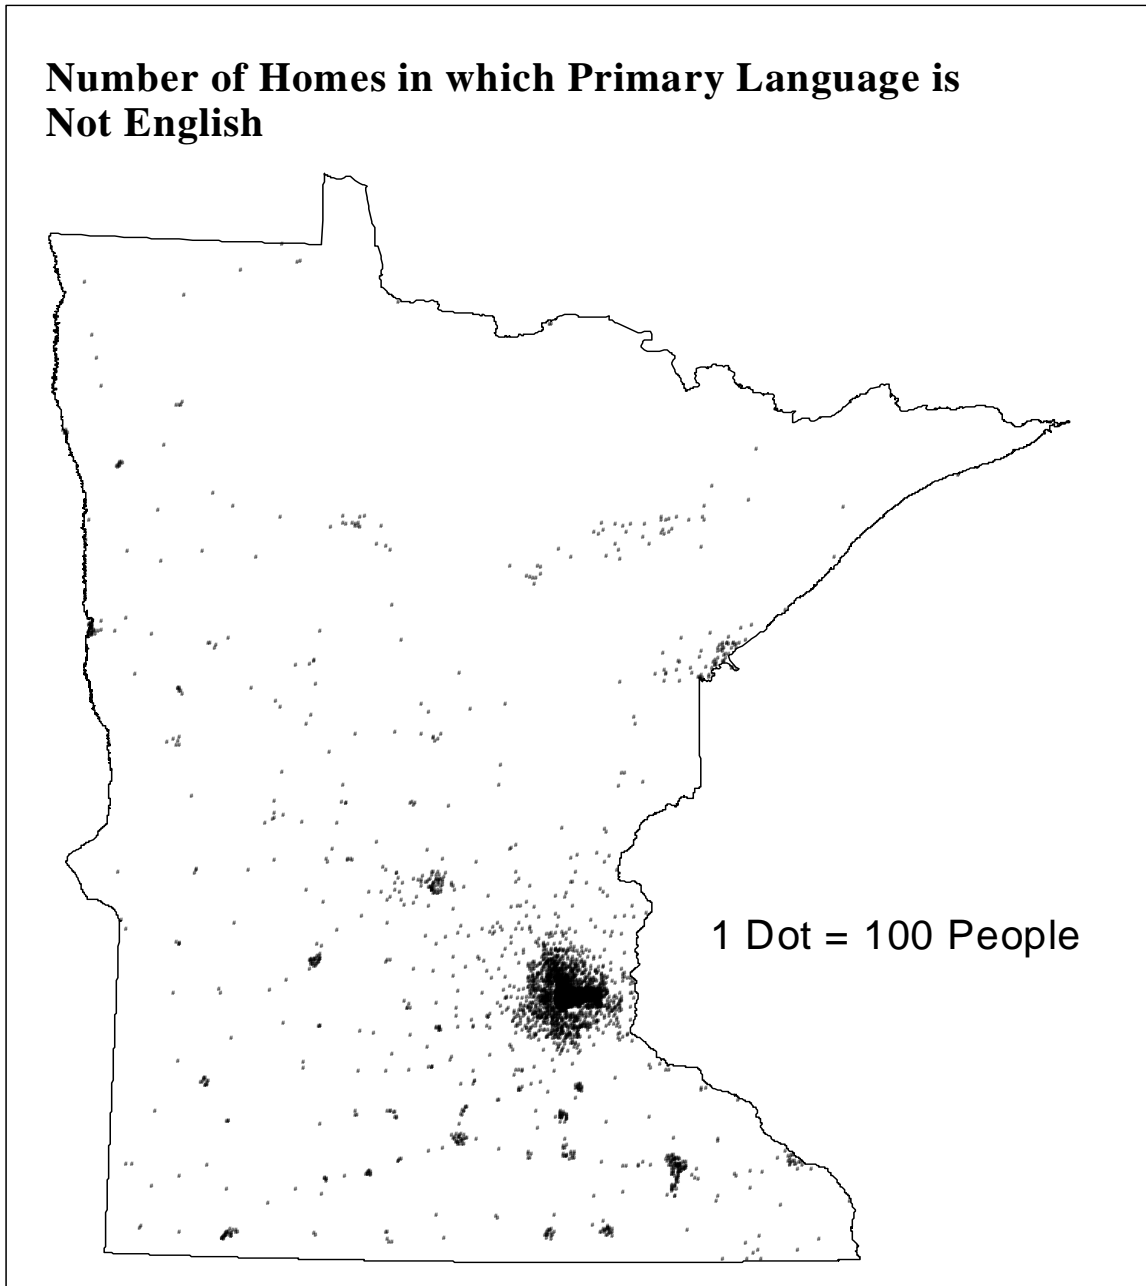 Number of Homes in which Primary Language is
Not English
1 Dot = 100 People